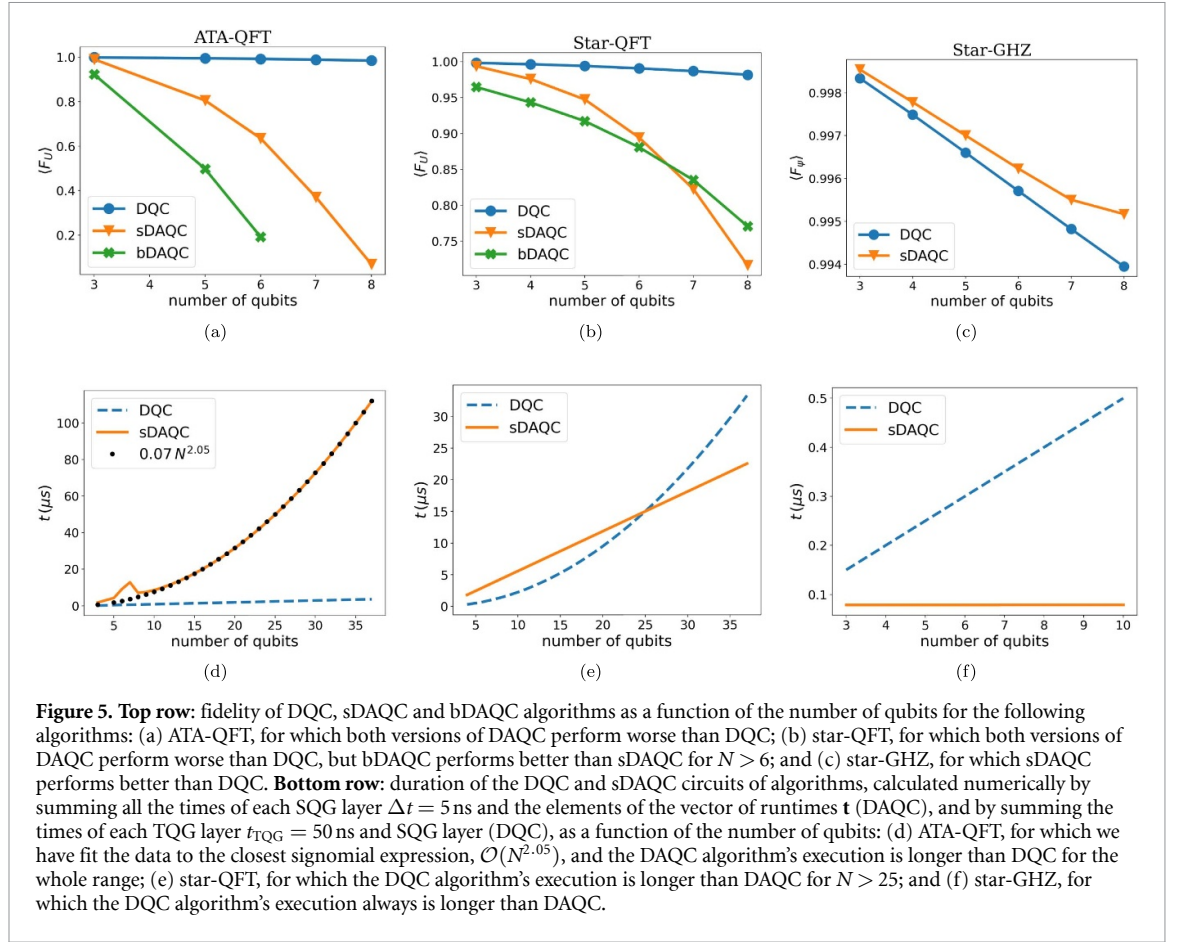 ATA-QFT
⟨F_U⟩
1.0
0.8
0.6
0.4
0.2
DQC
sDAQC
bDAQC
3 4 5 6 7 8
number of qubits
(a)
Star-QFT
⟨F_U⟩
1.00
0.95
0.90
0.85
0.80
0.75
DQC
sDAQC
bDAQC
3 4 5 6 7 8
number of qubits
(b)
Star-GHZ
⟨F_ψ⟩
0.998
0.997
0.996
0.995
0.994
DQC
sDAQC
3 4 5 6 7 8
number of qubits
(c)
t (μs)
100
80
60
40
20
0
DQC
sDAQC
0.07 N^2.05
5 10 15 20 25 30 35
number of qubits
(d)
t (μs)
30
25
20
15
10
5
0
DQC
sDAQC
5 10 15 20 25 30 35
number of qubits
(e)
t (μs)
0.5
0.4
0.3
0.2
0.1
DQC
sDAQC
3 4 5 6 7 8 9 10
number of qubits
(f)
Figure 5. Top row: fidelity of DQC, sDAQC and bDAQC algorithms as a function of the number of qubits for the following
algorithms: (a) ATA-QFT, for which both versions of DAQC perform worse than DQC; (b) star-QFT, for which both versions of
DAQC perform worse than DQC, but bDAQC performs better than sDAQC for N > 6; and (c) star-GHZ, for which sDAQC
performs better than DQC. Bottom row: duration of the DQC and sDAQC circuits of algorithms, calculated numerically by
summing all the times of each SQG layer Δt = 5 ns and the elements of the vector of runtimes t (DAQC), and by summing the
times of each TQG layer t_TQG = 50 ns and SQG layer (DQC), as a function of the number of qubits: (d) ATA-QFT, for which we
have fit the data to the closest signomial expression, O(N^2.05), and the DAQC algorithm's execution is longer than DQC for the
whole range; (e) star-QFT, for which the DQC algorithm's execution is longer than DAQC for N > 25; and (f) star-GHZ, for
which the DQC algorithm's execution always is longer than DAQC.